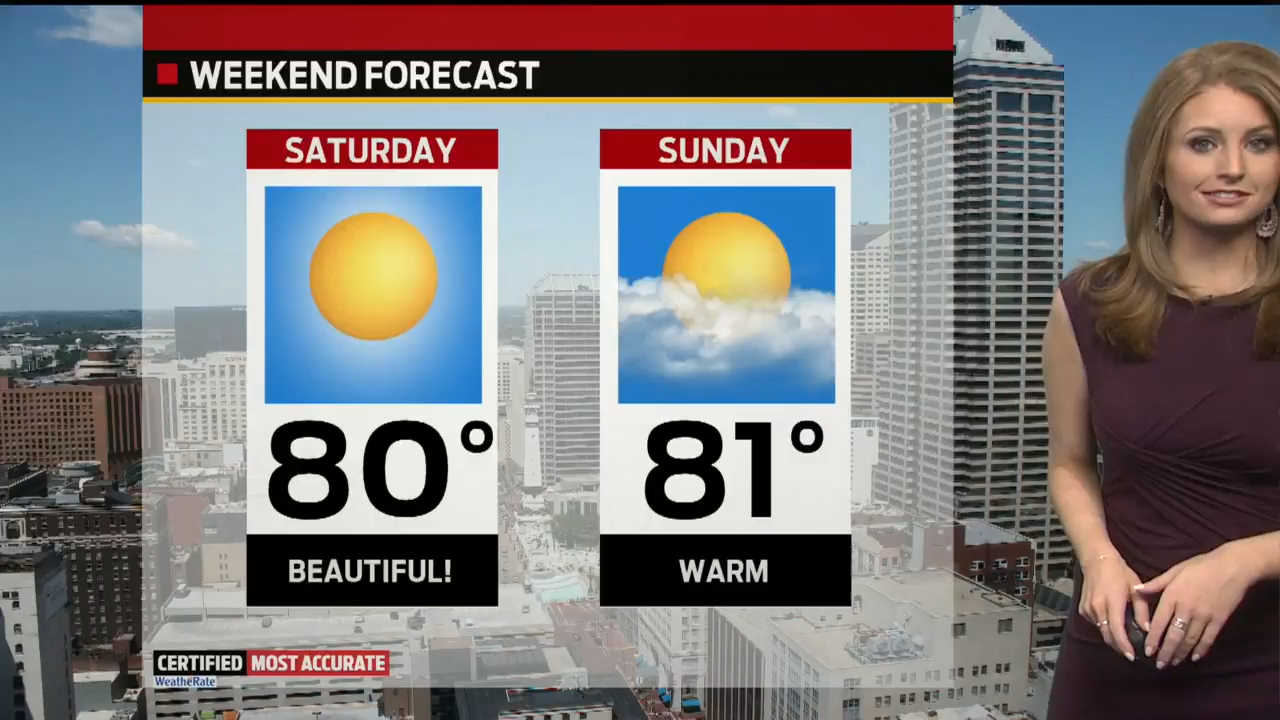 WEEKEND FORECAST
SATURDAY
80°
BEAUTIFUL!
SUNDAY
81°
WARM
CERTIFIED MOST ACCURATE
WeatheRate